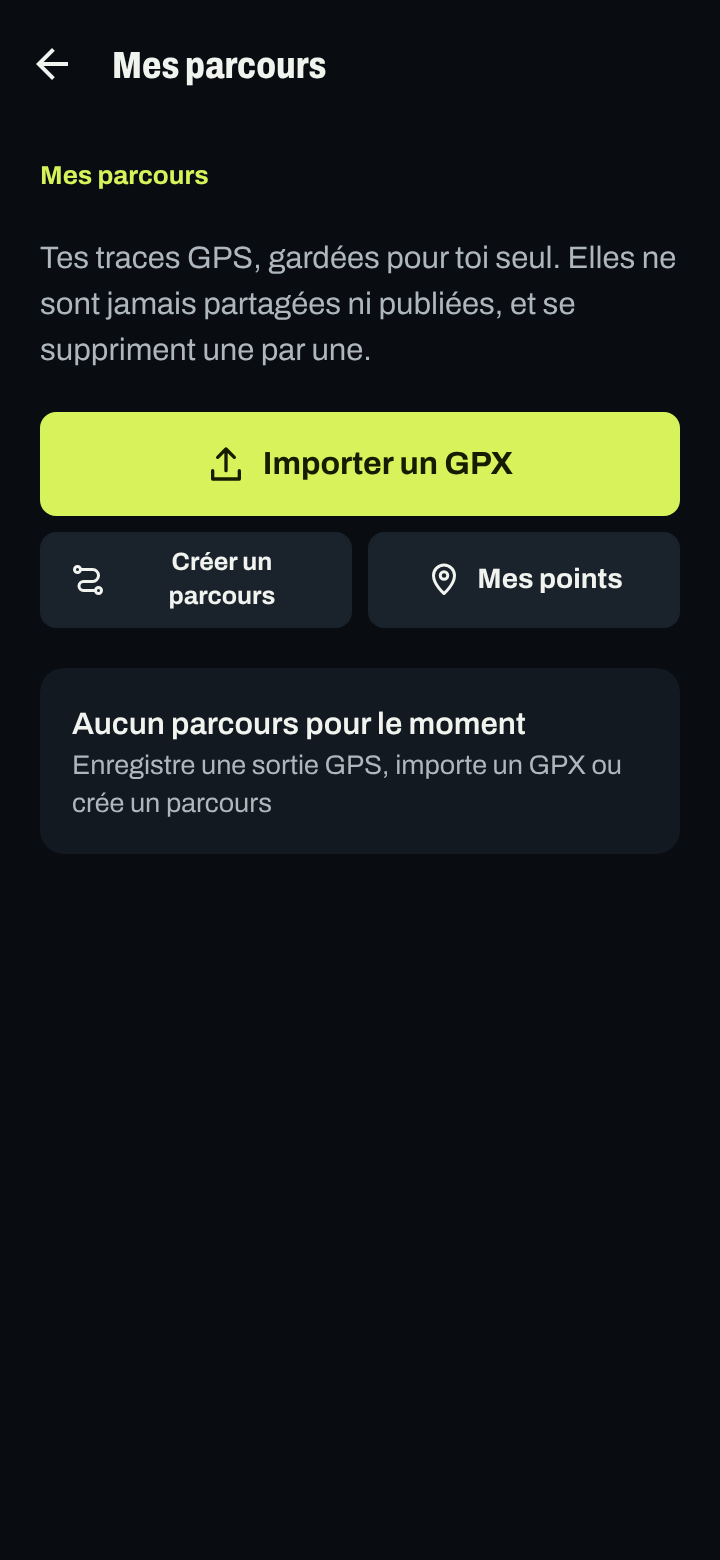 Mes parcours
Mes parcours
Tes traces GPS, gardées pour toi seul. Elles ne
sont jamais partagées ni publiées, et se
suppriment une par une.
Importer un GPX
Créer un
parcours
Mes points
Aucun parcours pour le moment
Enregistre une sortie GPS, importe un GPX ou
crée un parcours